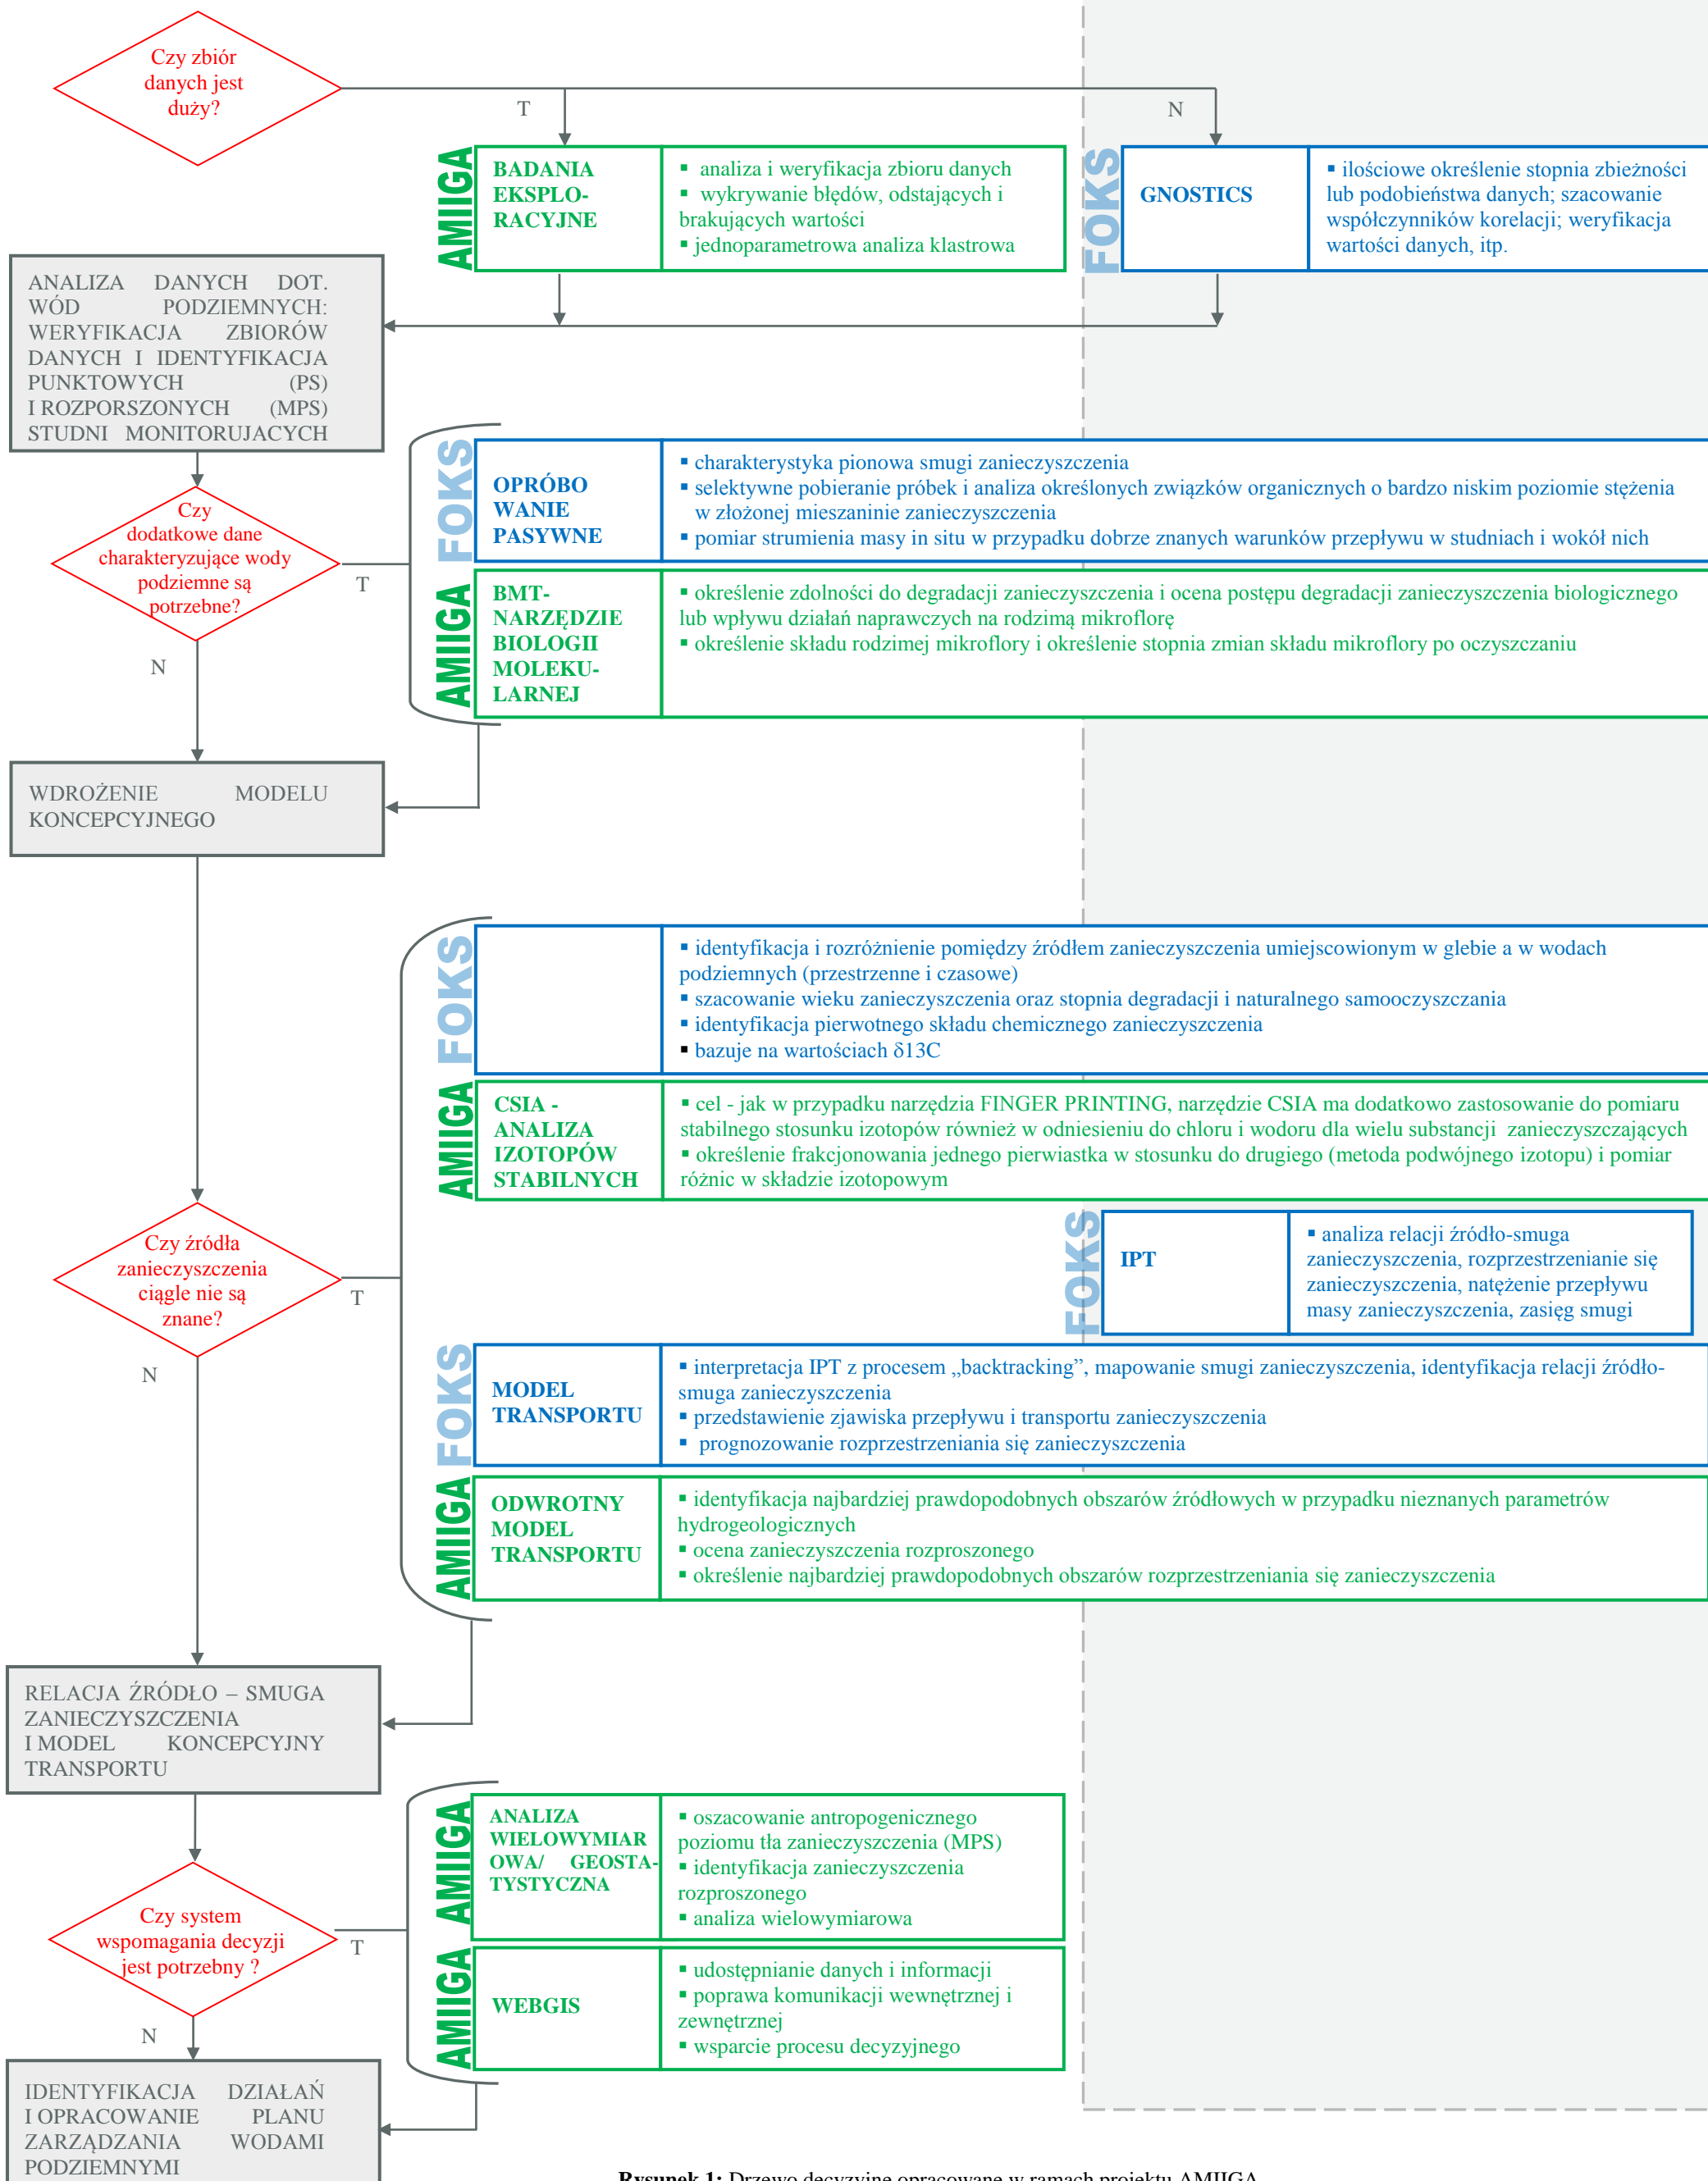 Czy zbiór
danych jest
duży?
T
N
AMIIGA
BADANIA
EKSPLO-
RACYJNE
▪ analiza i weryfikacja zbioru danych
▪ wykrywanie błędów, odstających i
brakujących wartości
▪ jednoparametrowa analiza klastrowa
FOKS
GNOSTICS
▪ ilościowe określenie stopnia zbieżności
lub podobieństwa danych; szacowanie
współczynników korelacji; weryfikacja
wartości danych, itp.
ANALIZA DANYCH DOT.
WÓD PODZIEMNYCH:
WERYFIKACJA ZBIORÓW
DANYCH I IDENTYFIKACJA
PUNKTOWYCH (PS)
I ROZPORSZONYCH (MPS)
STUDNI MONITORUJACYCH
Czy
dodatkowe dane
charakteryzujące wody
podziemne są
potrzebne?
T
N
FOKS
OPRÓBO
WANIE
PASYWNE
▪ charakterystyka pionowa smugi zanieczyszczenia
▪ selektywne pobieranie próbek i analiza określonych związków organicznych o bardzo niskim poziomie stężenia
w złożonej mieszaninie zanieczyszczenia
▪ pomiar strumienia masy in situ w przypadku dobrze znanych warunków przepływu w studniach i wokół nich
AMIIGA
BMT-
NARZĘDZIE
BIOLOGII
MOLEKU-
LARNEJ
▪ określenie zdolności do degradacji zanieczyszczenia i ocena postępu degradacji zanieczyszczenia biologicznego
lub wpływu działań naprawczych na rodzimą mikroflorę
▪ określenie składu rodzimej mikroflory i określenie stopnia zmian składu mikroflory po oczyszczaniu
WDROŻENIE MODELU
KONCEPCYJNEGO
FOKS
▪ identyfikacja i rozróżnienie pomiędzy źródłem zanieczyszczenia umiejscowionym w glebie a w wodach
podziemnych (przestrzenne i czasowe)
▪ szacowanie wieku zanieczyszczenia oraz stopnia degradacji i naturalnego samooczyszczania
▪ identyfikacja pierwotnego składu chemicznego zanieczyszczenia
▪ bazuje na wartościach δ13C
AMIIGA
CSIA -
ANALIZA
IZOTOPÓW
STABILNYCH
▪ cel - jak w przypadku narzędzia FINGER PRINTING, narzędzie CSIA ma dodatkowo zastosowanie do pomiaru
stabilnego stosunku izotopów również w odniesieniu do chloru i wodoru dla wielu substancji zanieczyszczających
▪ określenie frakcjonowania jednego pierwiastka w stosunku do drugiego (metoda podwójnego izotopu) i pomiar
różnic w składzie izotopowym
Czy źródła
zanieczyszczenia
ciągle nie są
znane?
T
N
FOKS
IPT
▪ analiza relacji źródło-smuga
zanieczyszczenia, rozprzestrzenianie się
zanieczyszczenia, natężenie przepływu
masy zanieczyszczenia, zasięg smugi
FOKS
MODEL
TRANSPORTU
▪ interpretacja IPT z procesem „backtracking”, mapowanie smugi zanieczyszczenia, identyfikacja relacji źródło-
smuga zanieczyszczenia
▪ przedstawienie zjawiska przepływu i transportu zanieczyszczenia
▪ prognozowanie rozprzestrzeniania się zanieczyszczenia
AMIIGA
ODWROTNY
MODEL
TRANSPORTU
▪ identyfikacja najbardziej prawdopodobnych obszarów źródłowych w przypadku nieznanych parametrów
hydrogeologicznych
▪ ocena zanieczyszczenia rozproszonego
▪ określenie najbardziej prawdopodobnych obszarów rozprzestrzeniania się zanieczyszczenia
RELACJA ŹRÓDŁO – SMUGA
ZANIECZYSZCZENIA
I MODEL KONCEPCYJNY
TRANSPORTU
Czy system
wspomagania decyzji
jest potrzebny ?
T
N
AMIIGA
ANALIZA
WIELOWYMIAR
OWA/ GEOSTA-
TYSTYCZNA
▪ oszacowanie antropogenicznego
poziomu tła zanieczyszczenia (MPS)
▪ identyfikacja zanieczyszczenia
rozproszonego
▪ analiza wielowymiarowa
AMIIGA
WEBGIS
▪ udostępnianie danych i informacji
▪ poprawa komunikacji wewnętrznej i
zewnętrznej
▪ wsparcie procesu decyzyjnego
IDENTYFIKACJA DZIAŁAŃ
I OPRACOWANIE PLANU
ZARZĄDZANIA WODAMI
PODZIEMNYMI
Rysunek 1: Drzewo decyzyjne opracowane w ramach projektu AMIIGA